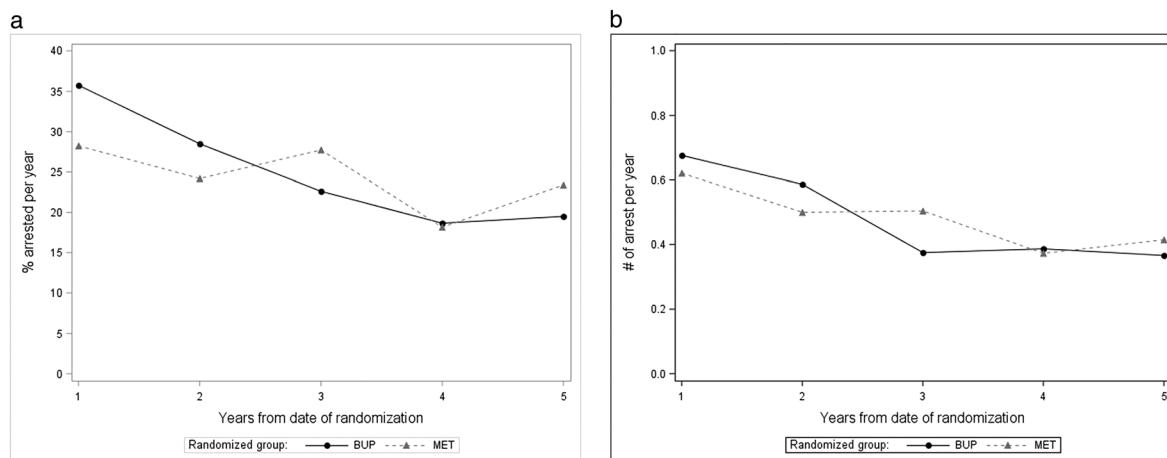 a
% arrested per year
40
35
30
25
20
15
10
5
0
1 2 3 4 5
Years from date of randomization
Randomized group: BUP MET
b
# of arrest per year
1.0
0.8
0.6
0.4
0.2
0.0
1 2 3 4 5
Years from date of randomization
Randomized group: BUP MET